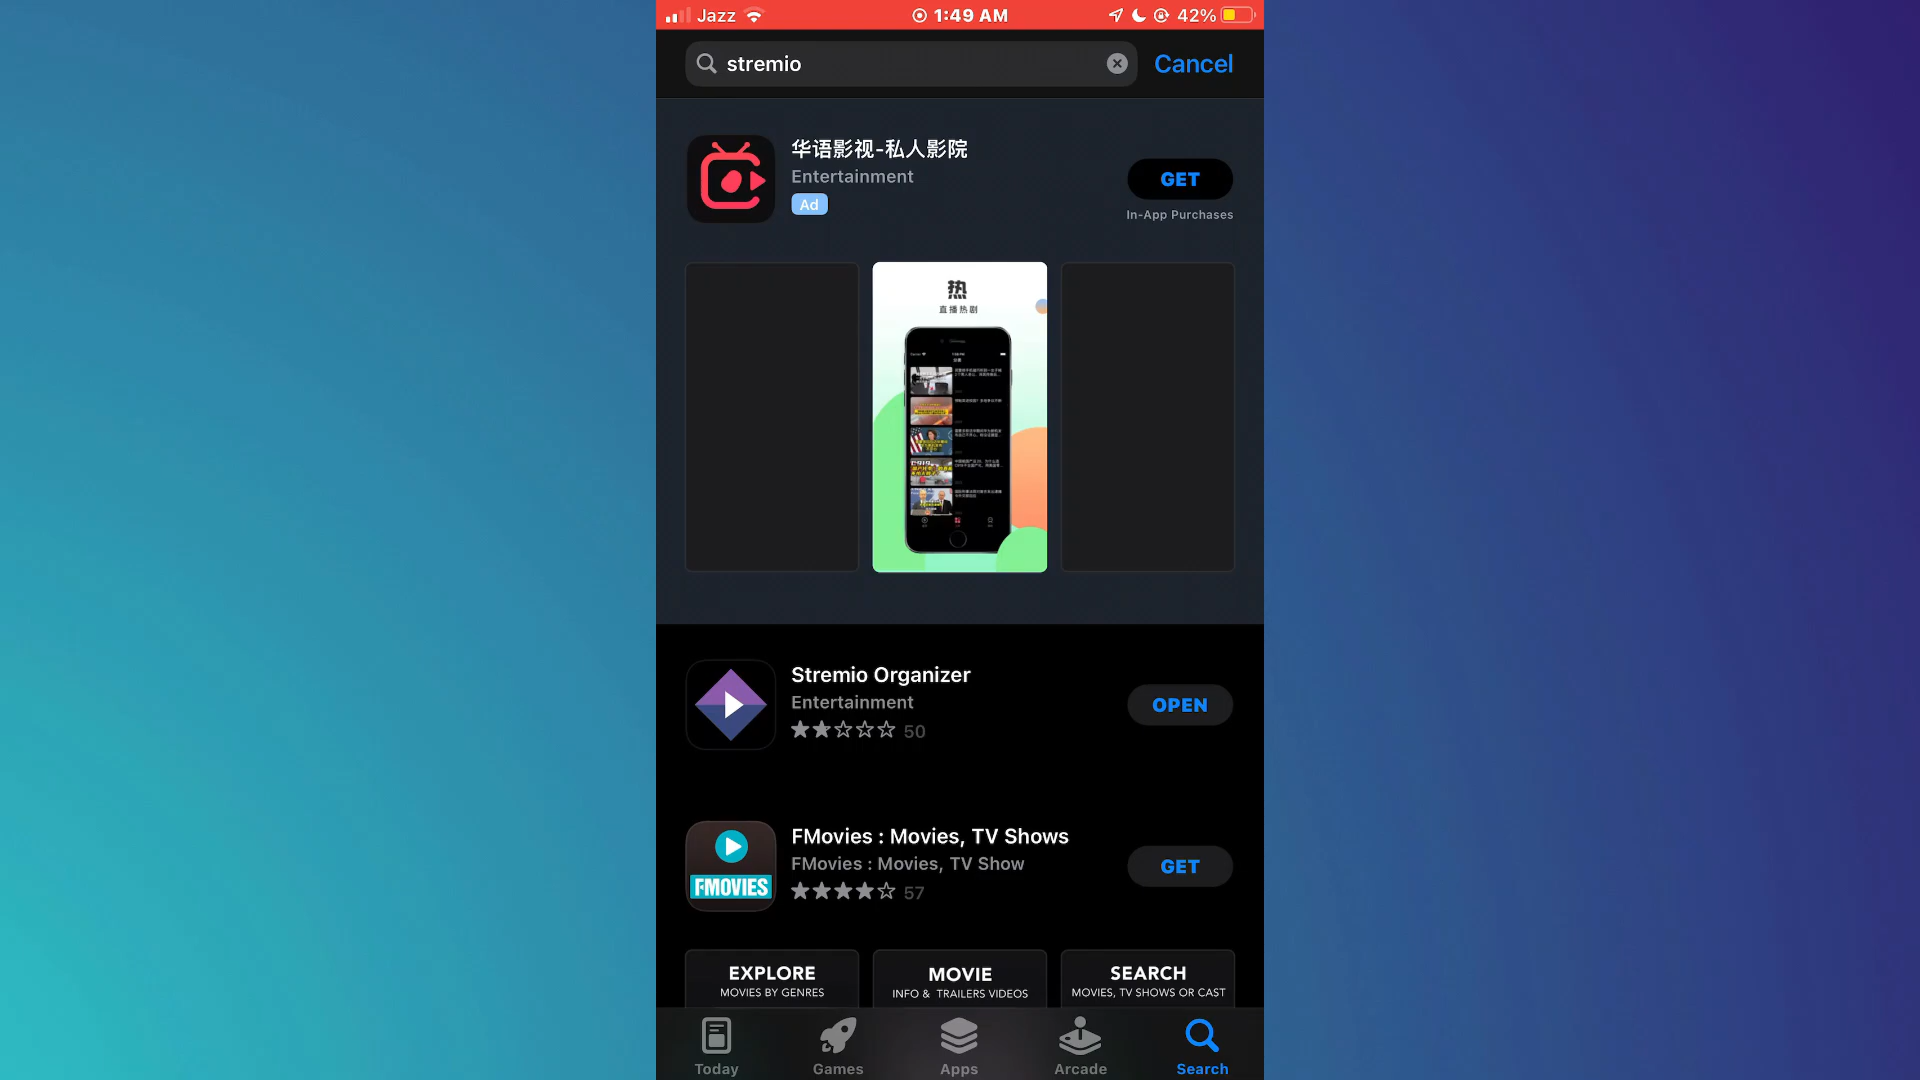 Jazz
1:49 AM
42%
stremio
Cancel
华语影视-私人影院
Entertainment
Ad
GET
In-App Purchases
热
直播热剧
Stremio Organizer
Entertainment
50
OPEN
FMOVIES
FMovies : Movies, TV Shows
FMovies : Movies, TV Show
57
GET
EXPLORE
MOVIES BY GENRES
MOVIE
INFO & TRAILERS VIDEOS
SEARCH
MOVIES, TV SHOWS OR CAST
Today
Games
Apps
Arcade
Search